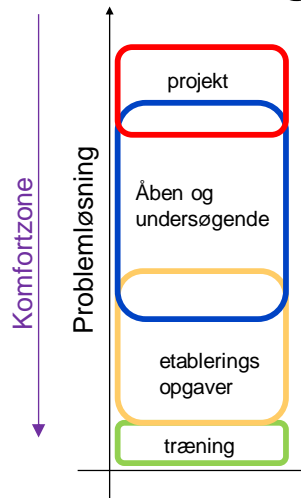 projekt
Åben og
undersøgende
etablerings
opgaver
træning
Problemløsning
Komfortzone